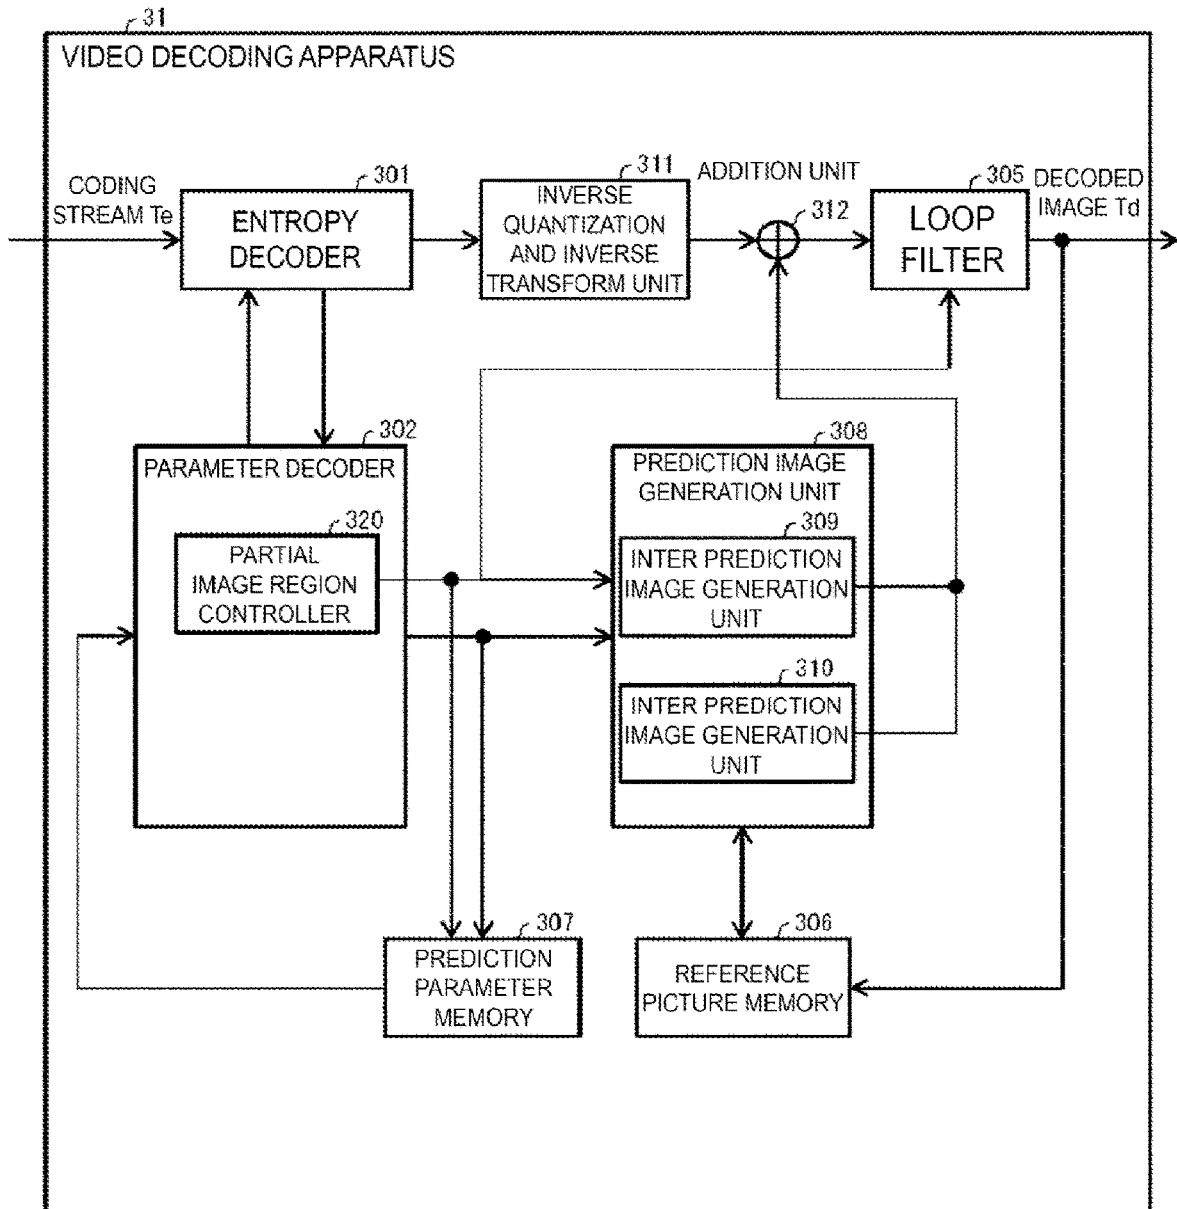 31
VIDEO DECODING APPARATUS
CODING
STREAM Te
301
ENTROPY
DECODER
311
INVERSE
QUANTIZATION
AND INVERSE
TRANSFORM UNIT
ADDITION UNIT
312
305
LOOP
FILTER
DECODED
IMAGE Td
302
PARAMETER DECODER
320
PARTIAL
IMAGE REGION
CONTROLLER
308
PREDICTION IMAGE
GENERATION UNIT
309
INTER PREDICTION
IMAGE GENERATION
UNIT
310
INTER PREDICTION
IMAGE GENERATION
UNIT
307
PREDICTION
PARAMETER
MEMORY
306
REFERENCE
PICTURE MEMORY